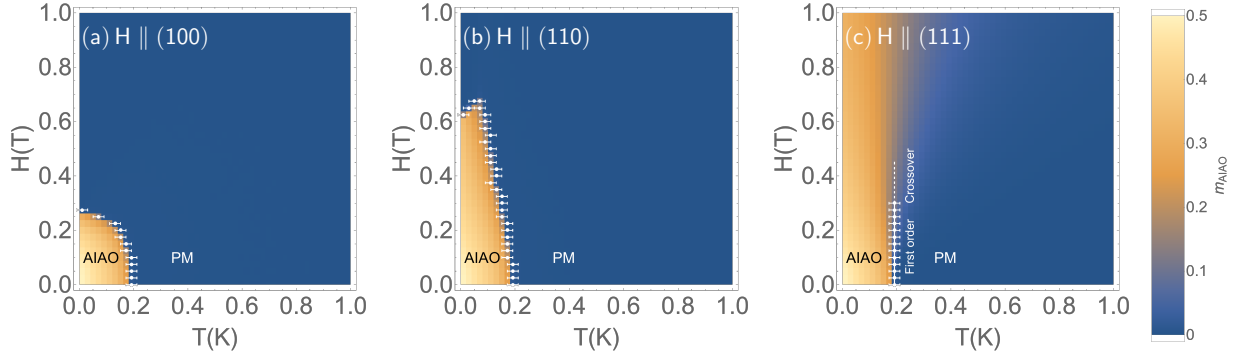 (a) H ∥ (100)
1.0
0.8
0.6
0.4
0.2
0.0
H(T)
AIAO
PM
0.0 0.2 0.4 0.6 0.8 1.0
T(K)
(b) H ∥ (110)
1.0
0.8
0.6
0.4
0.2
0.0
H(T)
AIAO
PM
0.0 0.2 0.4 0.6 0.8 1.0
T(K)
(c) H ∥ (111)
1.0
0.8
0.6
0.4
0.2
0.0
H(T)
AIAO
First order
Crossover
PM
0.0 0.2 0.4 0.6 0.8 1.0
T(K)
0.5
0.4
0.3
0.2
0.1
0
mAIAO